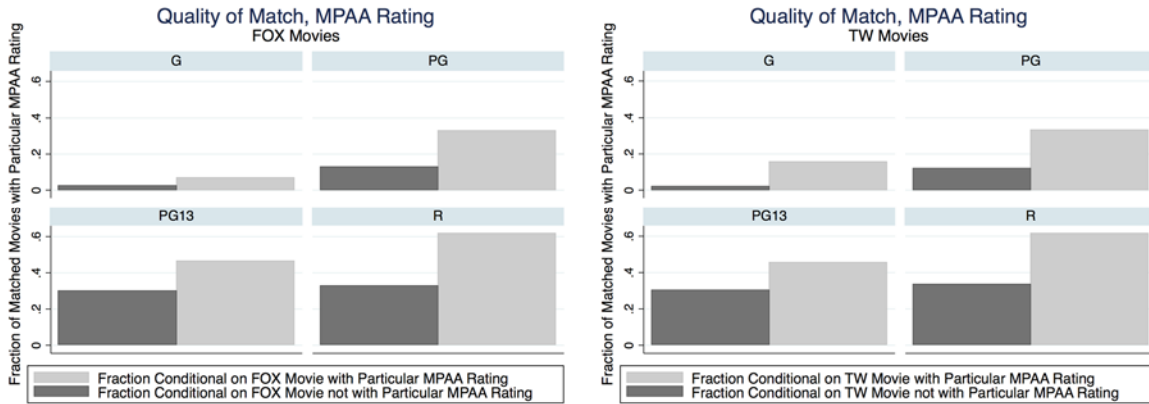 Quality of Match, MPAA Rating
FOX Movies
Fraction of Matched Movies with Particular MPAA Rating
G
PG
.6
.4
.2
0
PG13
R
.6
.4
.2
0
Fraction Conditional on FOX Movie with Particular MPAA Rating
Fraction Conditional on FOX Movie not with Particular MPAA Rating
Quality of Match, MPAA Rating
TW Movies
Fraction of Matched Movies with Particular MPAA Rating
G
PG
.6
.4
.2
0
PG13
R
.6
.4
.2
0
Fraction Conditional on TW Movie with Particular MPAA Rating
Fraction Conditional on TW Movie not with Particular MPAA Rating